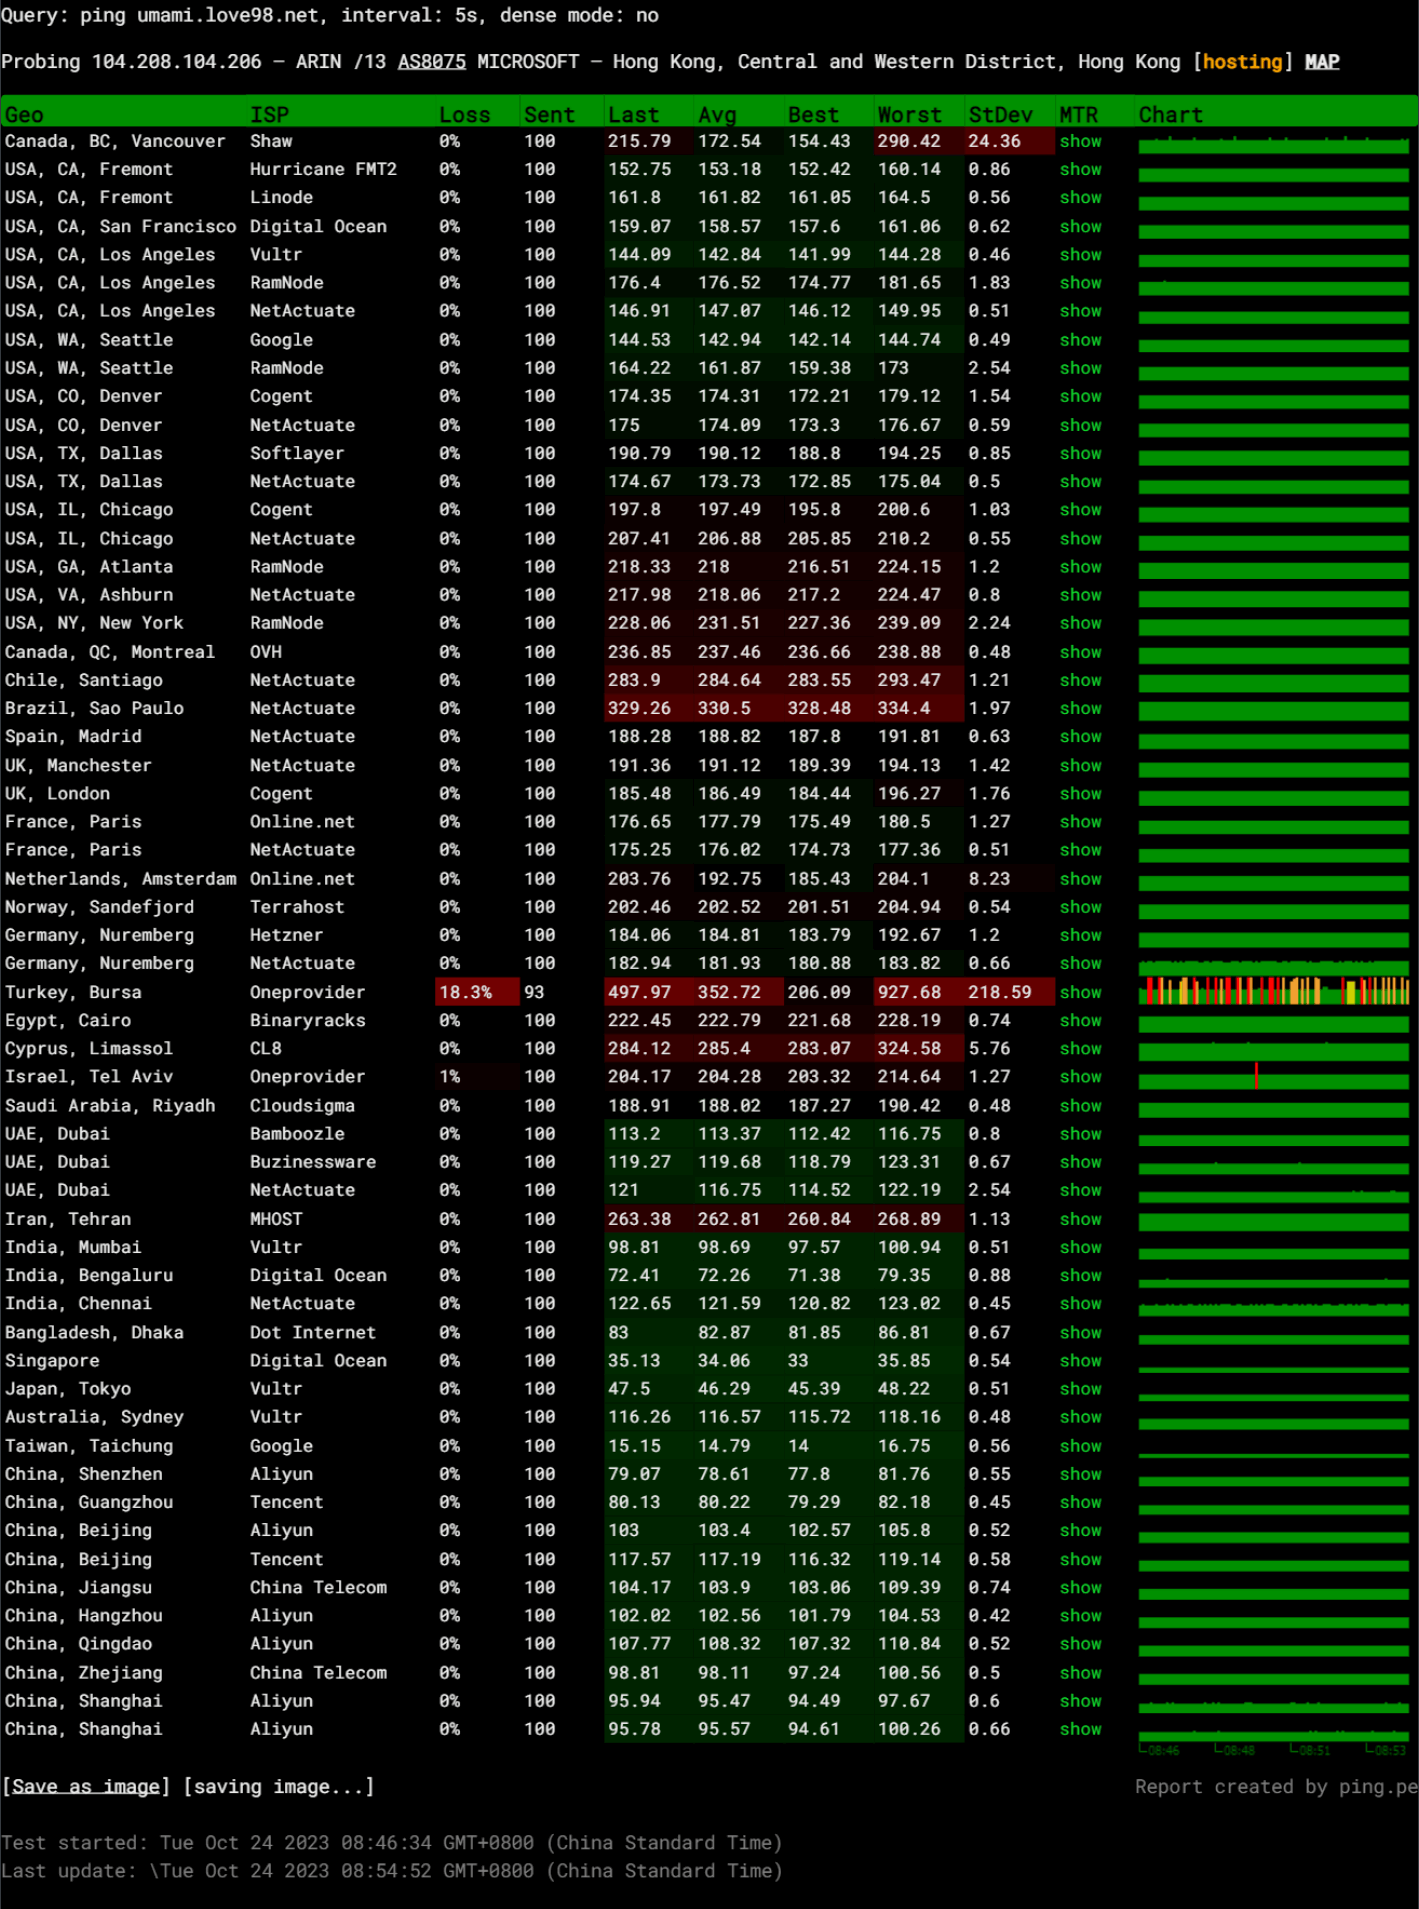 Query: ping umami.love98.net, interval: 5s, dense mode: no
Probing 104.208.104.206 — ARIN /13 AS8075 MICROSOFT — Hong Kong, Central and Western District, Hong Kong [hosting] MAP
Geo ISP Loss Sent Last Avg Best Worst StDev MTR Chart
Canada, BC, Vancouver Shaw 0% 100 215.79 172.54 154.43 290.42 24.36 show
USA, CA, Fremont Hurricane FMT2 0% 100 152.75 153.18 152.42 160.14 0.86 show
USA, CA, Fremont Linode 0% 100 161.8 161.82 161.05 164.5 0.56 show
USA, CA, San Francisco Digital Ocean 0% 100 159.07 158.57 157.6 161.06 0.62 show
USA, CA, Los Angeles Vultr 0% 100 144.09 142.84 141.99 144.28 0.46 show
USA, CA, Los Angeles RamNode 0% 100 176.4 176.52 174.77 181.65 1.83 show
USA, CA, Los Angeles NetActuate 0% 100 146.91 147.07 146.12 149.95 0.51 show
USA, WA, Seattle Google 0% 100 144.53 142.94 142.14 144.74 0.49 show
USA, WA, Seattle RamNode 0% 100 164.22 161.87 159.38 173 2.54 show
USA, CO, Denver Cogent 0% 100 174.35 174.31 172.21 179.12 1.54 show
USA, CO, Denver NetActuate 0% 100 175 174.09 173.3 176.67 0.59 show
USA, TX, Dallas Softlayer 0% 100 190.79 190.12 188.8 194.25 0.85 show
USA, TX, Dallas NetActuate 0% 100 174.67 173.73 172.85 175.04 0.5 show
USA, IL, Chicago Cogent 0% 100 197.8 197.49 195.8 200.6 1.03 show
USA, IL, Chicago NetActuate 0% 100 207.41 206.88 205.85 210.2 0.55 show
USA, GA, Atlanta RamNode 0% 100 218.33 218 216.51 224.15 1.2 show
USA, VA, Ashburn NetActuate 0% 100 217.98 218.06 217.2 224.47 0.8 show
USA, NY, New York RamNode 0% 100 228.06 231.51 227.36 239.09 2.24 show
Canada, QC, Montreal OVH 0% 100 236.85 237.46 236.66 238.88 0.48 show
Chile, Santiago NetActuate 0% 100 283.9 284.64 283.55 293.47 1.21 show
Brazil, Sao Paulo NetActuate 0% 100 329.26 330.5 328.48 334.4 1.97 show
Spain, Madrid NetActuate 0% 100 188.28 188.82 187.8 191.81 0.63 show
UK, Manchester NetActuate 0% 100 191.36 191.12 189.39 194.13 1.42 show
UK, London Cogent 0% 100 185.48 186.49 184.44 196.27 1.76 show
France, Paris Online.net 0% 100 176.65 177.79 175.49 180.5 1.27 show
France, Paris NetActuate 0% 100 175.25 176.02 174.73 177.36 0.51 show
Netherlands, Amsterdam Online.net 0% 100 203.76 192.75 185.43 204.1 8.23 show
Norway, Sandefjord Terrahost 0% 100 202.46 202.52 201.51 204.94 0.54 show
Germany, Nuremberg Hetzner 0% 100 184.06 184.81 183.79 192.67 1.2 show
Germany, Nuremberg NetActuate 0% 100 182.94 181.93 180.88 183.82 0.66 show
Turkey, Bursa Oneprovider 18.3% 93 497.97 352.72 206.09 927.68 218.59 show
Egypt, Cairo Binaryracks 0% 100 222.45 222.79 221.68 228.19 0.74 show
Cyprus, Limassol CL8 0% 100 284.12 285.4 283.07 324.58 5.76 show
Israel, Tel Aviv Oneprovider 1% 100 204.17 204.28 203.32 214.64 1.27 show
Saudi Arabia, Riyadh Cloudsigma 0% 100 188.91 188.02 187.27 190.42 0.48 show
UAE, Dubai Bamboozle 0% 100 113.2 113.37 112.42 116.75 0.8 show
UAE, Dubai Buzinessware 0% 100 119.27 119.68 118.79 123.31 0.67 show
UAE, Dubai NetActuate 0% 100 121 116.75 114.52 122.19 2.54 show
Iran, Tehran MHOST 0% 100 263.38 262.81 260.84 268.89 1.13 show
India, Mumbai Vultr 0% 100 98.81 98.69 97.57 100.94 0.51 show
India, Bengaluru Digital Ocean 0% 100 72.41 72.26 71.38 79.35 0.88 show
India, Chennai NetActuate 0% 100 122.65 121.59 120.82 123.02 0.45 show
Bangladesh, Dhaka Dot Internet 0% 100 83 82.87 81.85 86.81 0.67 show
Singapore Digital Ocean 0% 100 35.13 34.06 33 35.85 0.54 show
Japan, Tokyo Vultr 0% 100 47.5 46.29 45.39 48.22 0.51 show
Australia, Sydney Vultr 0% 100 116.26 116.57 115.72 118.16 0.48 show
Taiwan, Taichung Google 0% 100 15.15 14.79 14 16.75 0.56 show
China, Shenzhen Aliyun 0% 100 79.07 78.61 77.8 81.76 0.55 show
China, Guangzhou Tencent 0% 100 80.13 80.22 79.29 82.18 0.45 show
China, Beijing Aliyun 0% 100 103 103.4 102.57 105.8 0.52 show
China, Beijing Tencent 0% 100 117.57 117.19 116.32 119.14 0.58 show
China, Jiangsu China Telecom 0% 100 104.17 103.9 103.06 109.39 0.74 show
China, Hangzhou Aliyun 0% 100 102.02 102.56 101.79 104.53 0.42 show
China, Qingdao Aliyun 0% 100 107.77 108.32 107.32 110.84 0.52 show
China, Zhejiang China Telecom 0% 100 98.81 98.11 97.24 100.56 0.5 show
China, Shanghai Aliyun 0% 100 95.94 95.47 94.49 97.67 0.6 show
China, Shanghai Aliyun 0% 100 95.78 95.57 94.61 100.26 0.66 show
08:46 08:48 08:51 08:53
[Save as image] [saving image...] Report created by ping.pe
Test started: Tue Oct 24 2023 08:46:34 GMT+0800 (China Standard Time)
Last update: \Tue Oct 24 2023 08:54:52 GMT+0800 (China Standard Time)